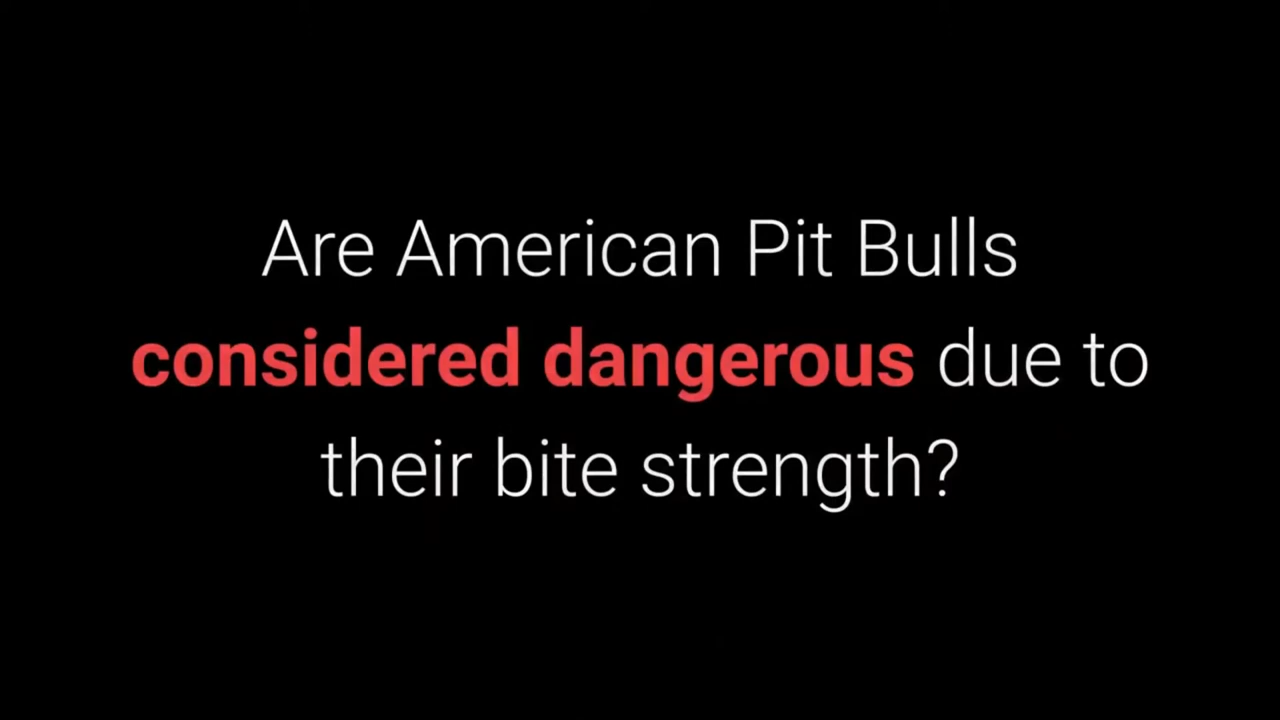 Are American Pit Bulls
considered dangerous due to
their bite strength?